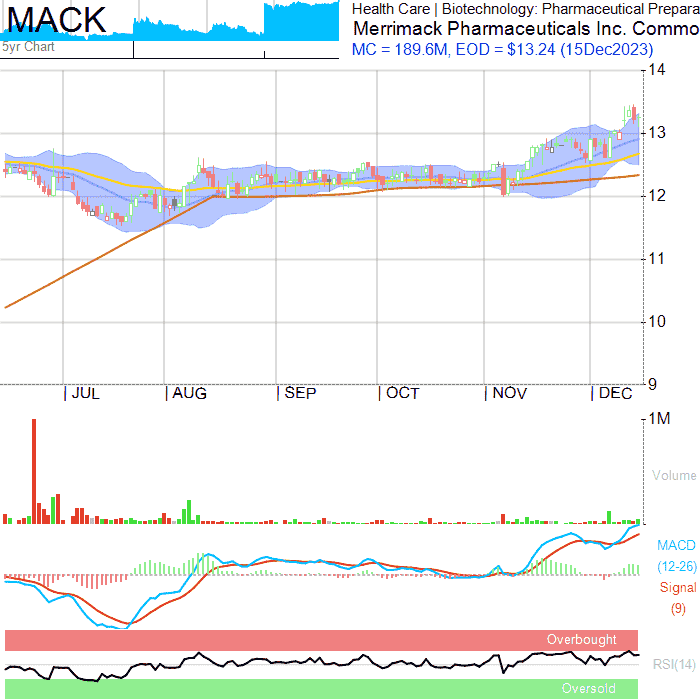 MACK
5yr Chart
Health Care | Biotechnology: Pharmaceutical Prepara
Merrimack Pharmaceuticals Inc. Commo
MC = 189.6M, EOD = $13.24 (15Dec2023)
14
13
12
11
10
9
JUL AUG SEP OCT NOV DEC
1M
Volume
MACD
(12-26)
Signal
(9)
Overbought
RSI(14)
Oversold